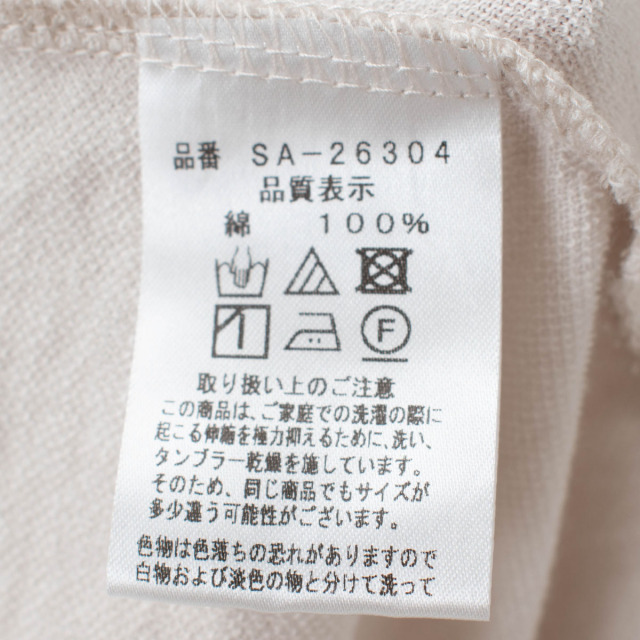 品番 SA-26304
品質表示
綿 100%
F
取り扱い上のご注意
この商品は、ご家庭での洗濯の際に
起こる伸縮を極力抑えるために、洗い、
タンブラー乾燥を施しています。
そのため、同じ商品でもサイズが
多少違う可能性がございます。
色物は色落ちの恐れがありますので
白物および淡色の物と分けて洗って